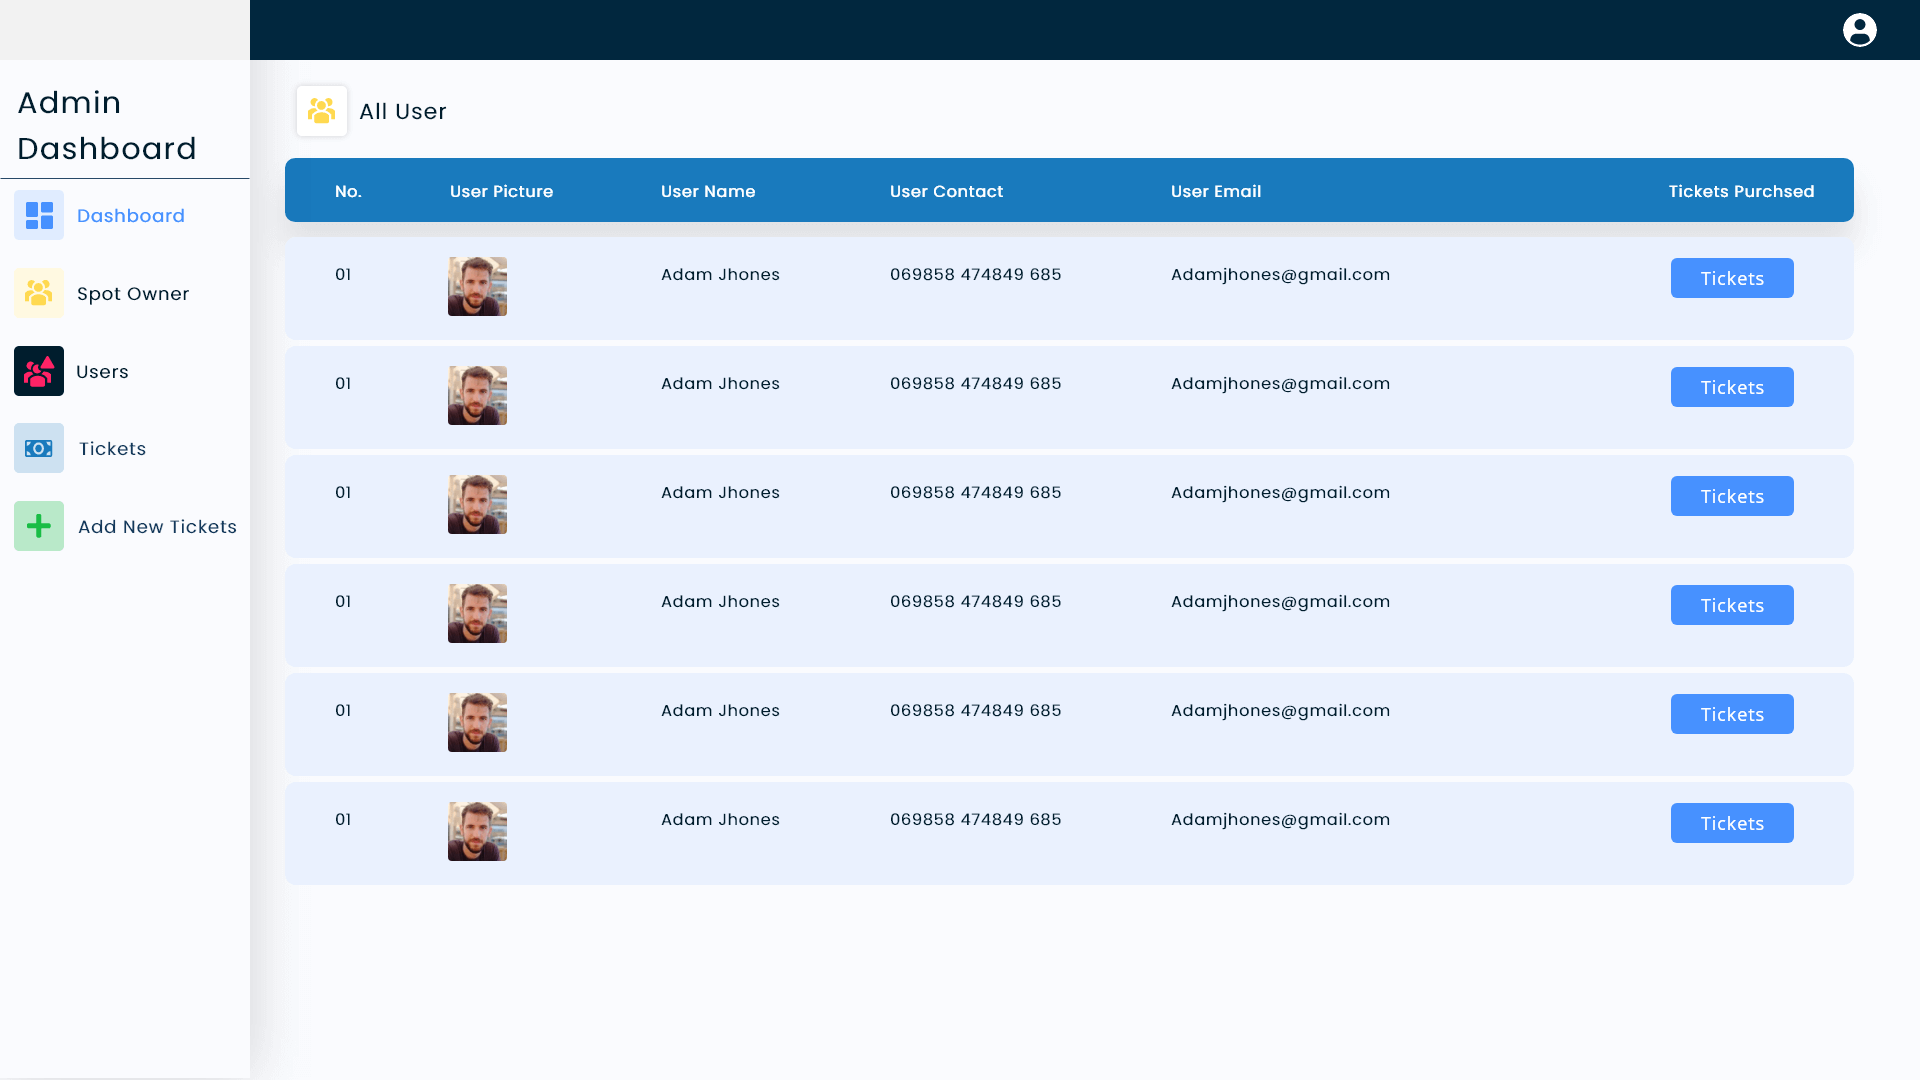 Admin
Dashboard
Dashboard
Spot Owner
Users
Tickets
Add New Tickets
All User
No. User Picture User Name User Contact User Email Tickets Purchsed
01 Adam Jhones 069858 474849 685 Adamjhones@gmail.com Tickets
01 Adam Jhones 069858 474849 685 Adamjhones@gmail.com Tickets
01 Adam Jhones 069858 474849 685 Adamjhones@gmail.com Tickets
01 Adam Jhones 069858 474849 685 Adamjhones@gmail.com Tickets
01 Adam Jhones 069858 474849 685 Adamjhones@gmail.com Tickets
01 Adam Jhones 069858 474849 685 Adamjhones@gmail.com Tickets